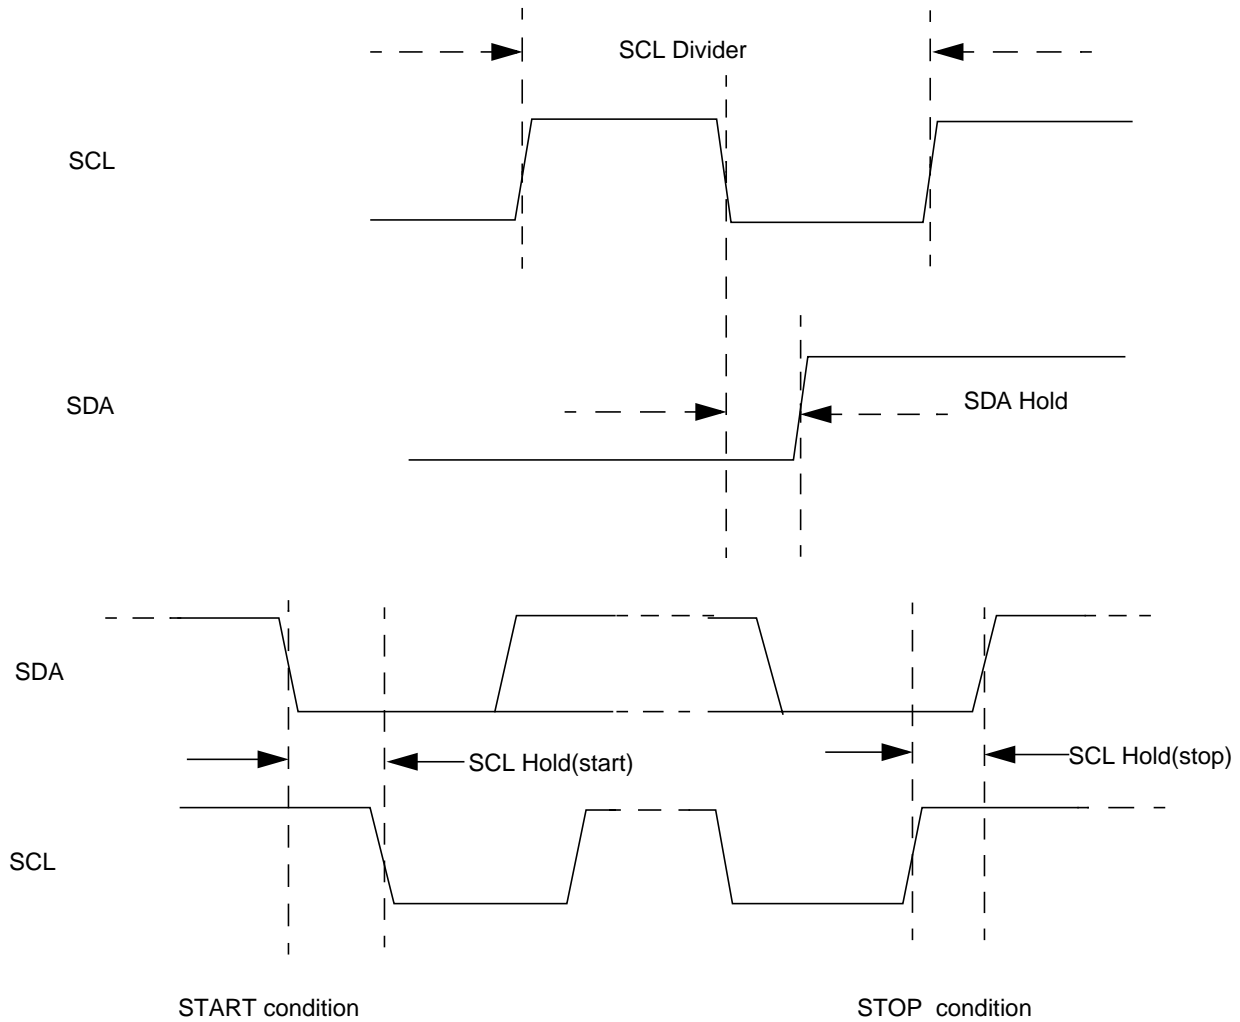 SCL Divider
SCL
SDA
SDA Hold
SDA
SCL Hold(start)
SCL Hold(stop)
SCL
START condition
STOP condition